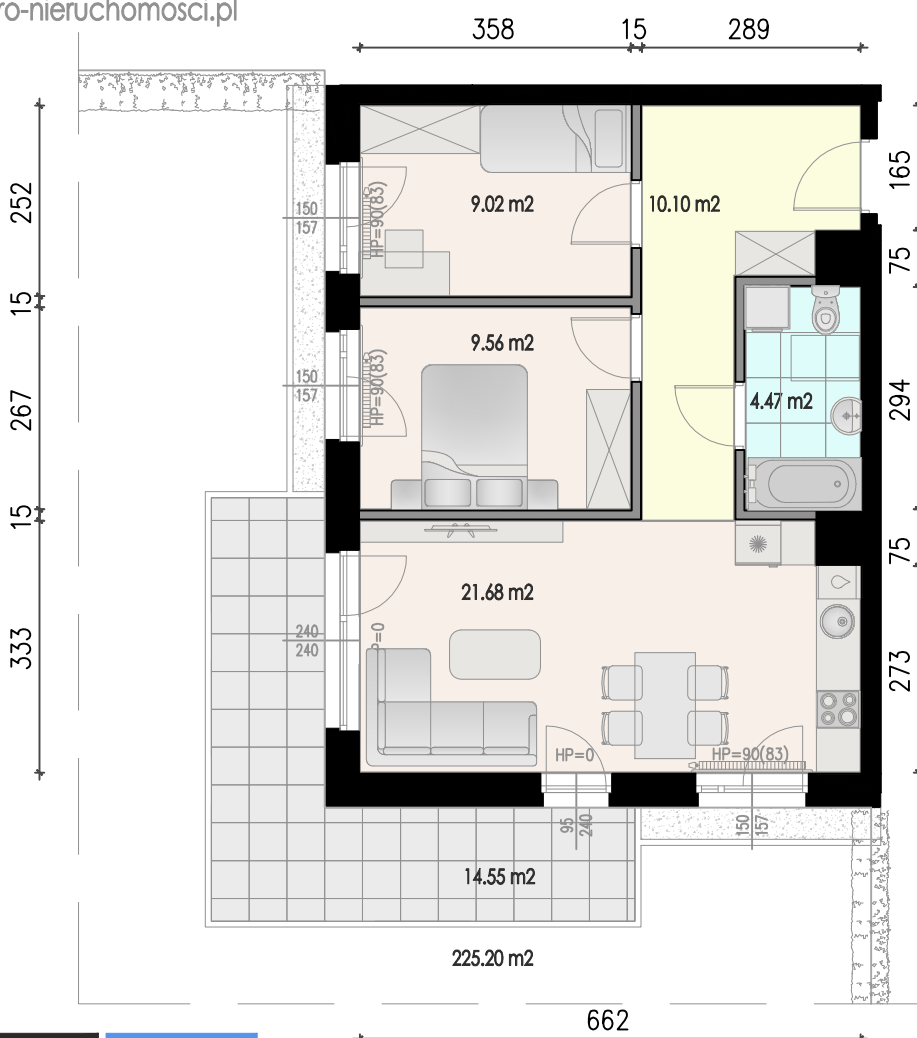 ro-nieruchomosci.pl
358 15 289
252
15
267
15
333
165
75
294
75
273
9.02 m2
10.10 m2
150
157
HP=90(83)
9.56 m2
150
157
HP=90(83)
4.47 m2
21.68 m2
240
240
P=0
HP=0
HP=90(83)
95
240
150
157
14.55 m2
225.20 m2
662